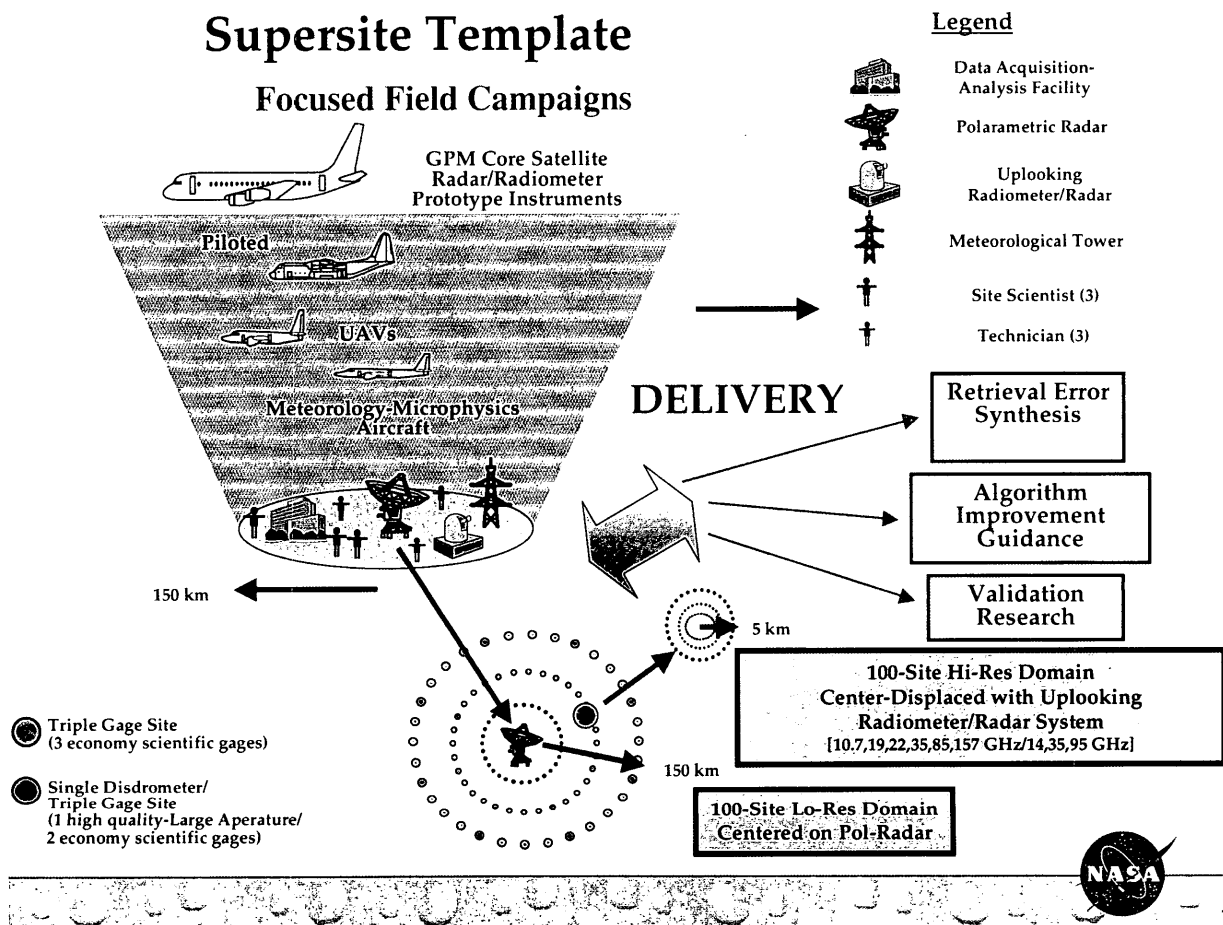 Supersite Template
Focused Field Campaigns
GPM Core Satellite
Radar/Radiometer
Prototype Instruments
Piloted
UAVs
Meteorology-Microphysics
Aircraft
150 km
Legend
Data Acquisition-
Analysis Facility
Polarametric Radar
Uplooking
Radiometer/Radar
Meteorological Tower
Site Scientist (3)
Technician (3)
DELIVERY
Retrieval Error
Synthesis
Algorithm
Improvement
Guidance
Validation
Research
5 km
100-Site Hi-Res Domain
Center-Displaced with Uplooking
Radiometer/Radar System
[10.7,19,22,35,85,157 GHz/14,35,95 GHz]
150 km
100-Site Lo-Res Domain
Centered on Pol-Radar
Triple Gage Site
(3 economy scientific gages)
Single Disdrometer/
Triple Gage Site
(1 high quality-Large Aperature/
2 economy scientific gages)
NASA